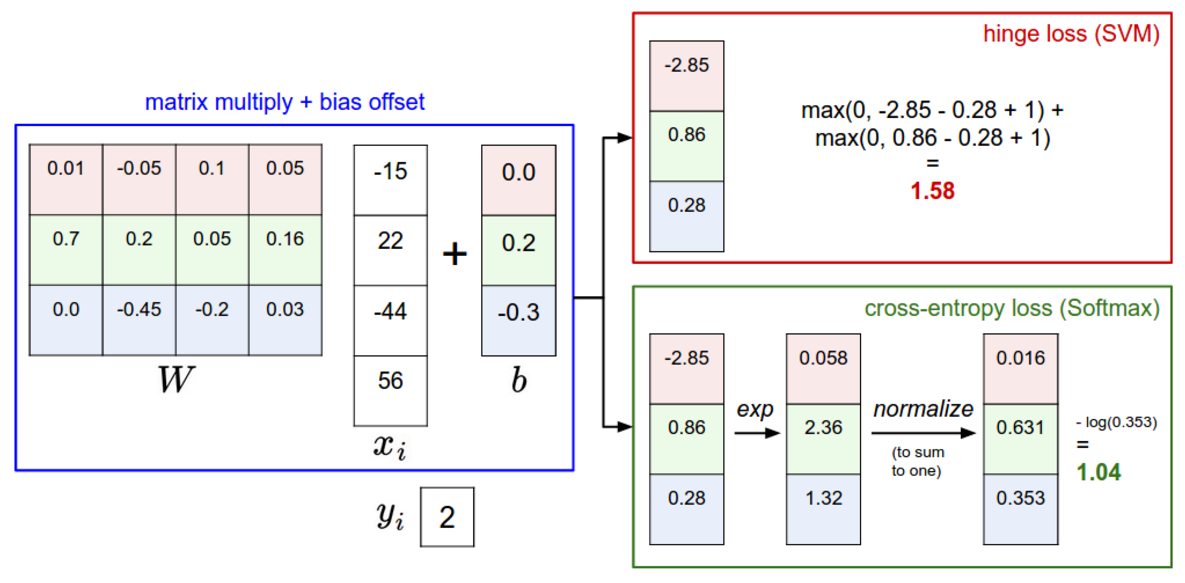 matrix multiply + bias offset
0.01 -0.05 0.1 0.05
0.7 0.2 0.05 0.16
0.0 -0.45 -0.2 0.03
W
-15
22
-44
56
xi
+
0.0
0.2
-0.3
b
yi 2
hinge loss (SVM)
-2.85
0.86
0.28
max(0, -2.85 - 0.28 + 1) +
max(0, 0.86 - 0.28 + 1)
=
1.58
cross-entropy loss (Softmax)
-2.85
0.86
0.28
exp
0.058
2.36
1.32
normalize
(to sum
to one)
0.016
0.631
0.353
- log(0.353)
=
1.04